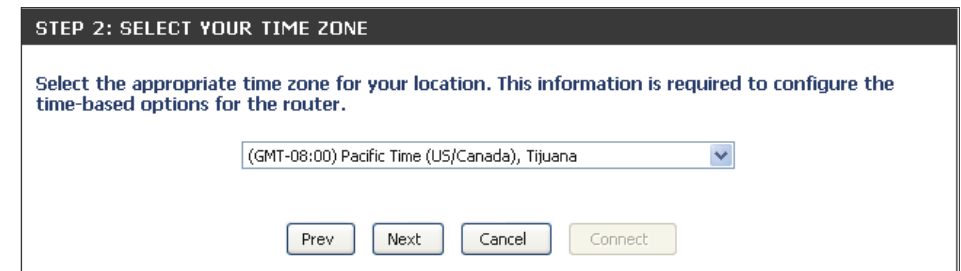 STEP 2: SELECT YOUR TIME ZONE
Select the appropriate time zone for your location. This information is required to configure the
time-based options for the router.
(GMT-08:00) Pacific Time (US/Canada), Tijuana
Prev Next Cancel Connect